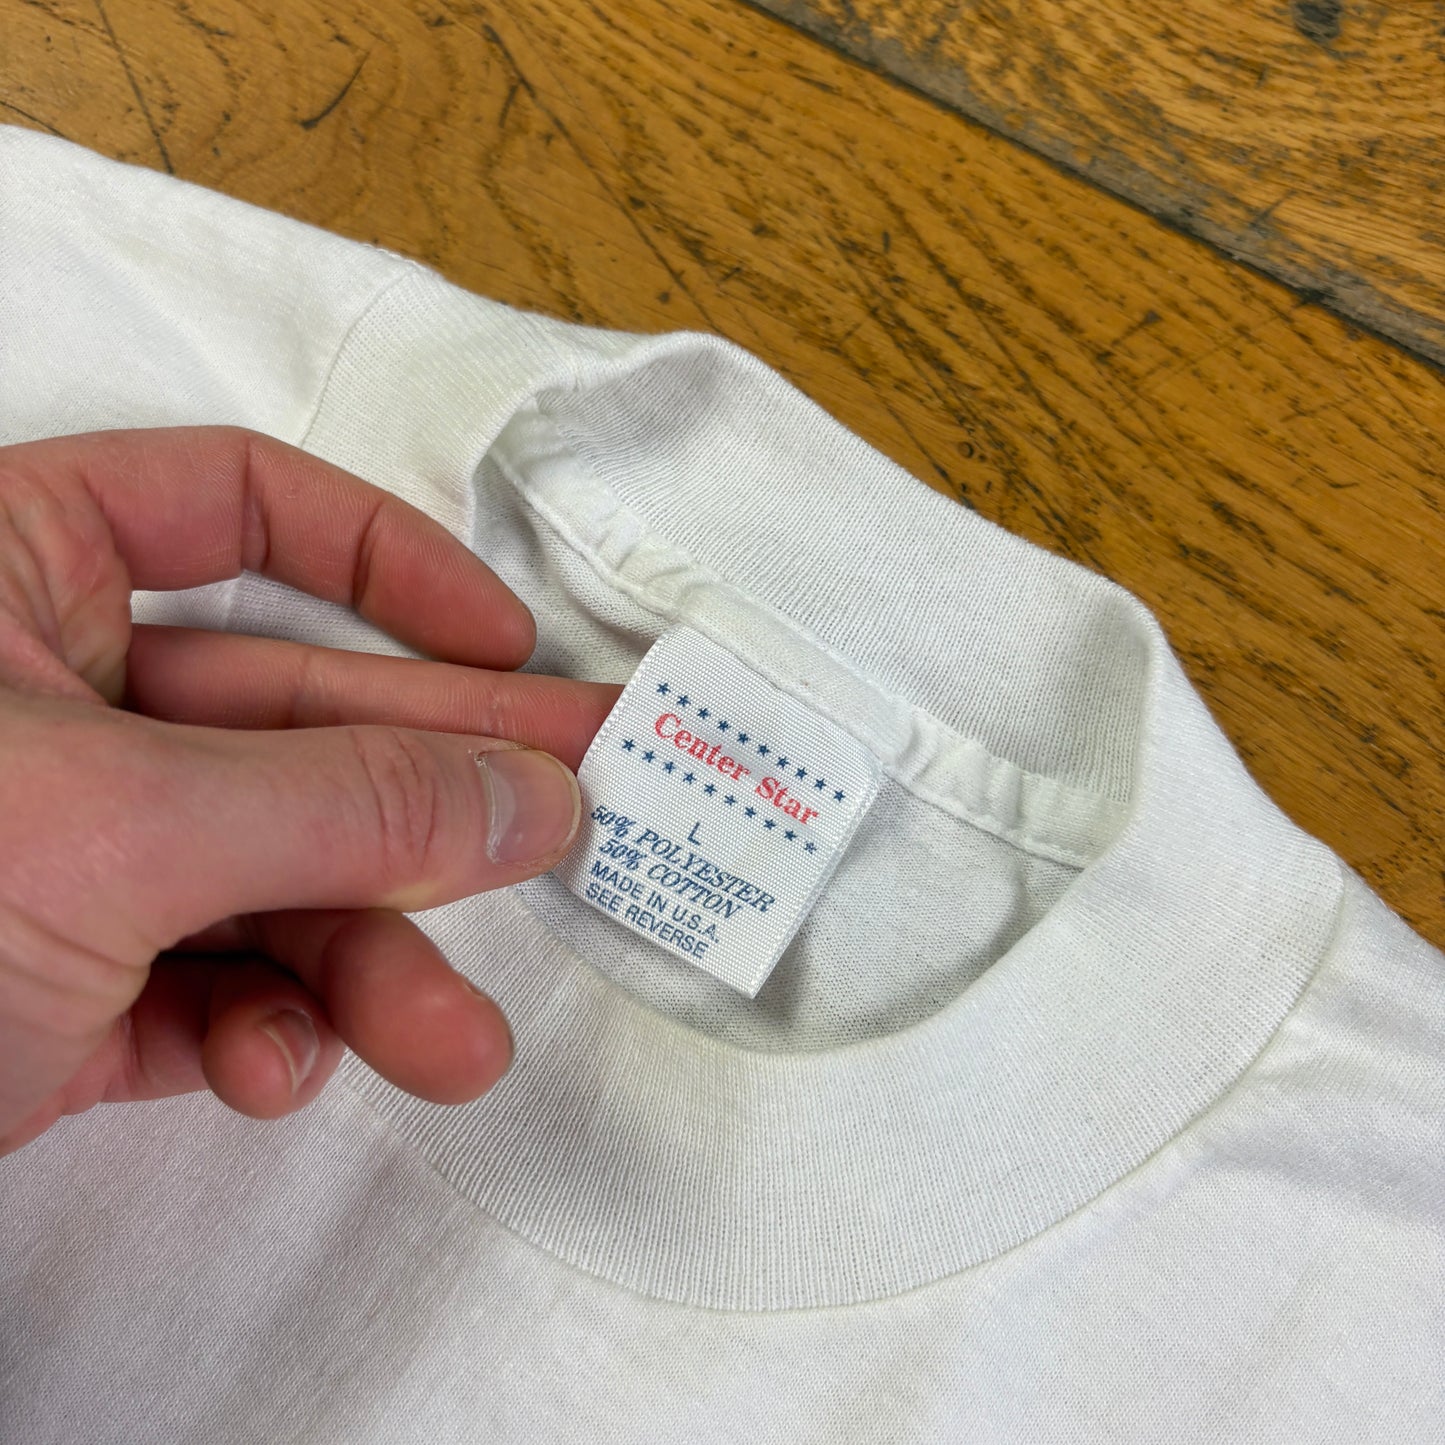 Center Star
L
50% POLYESTER
50% COTTON
MADE IN U.S.A.
SEE REVERSE